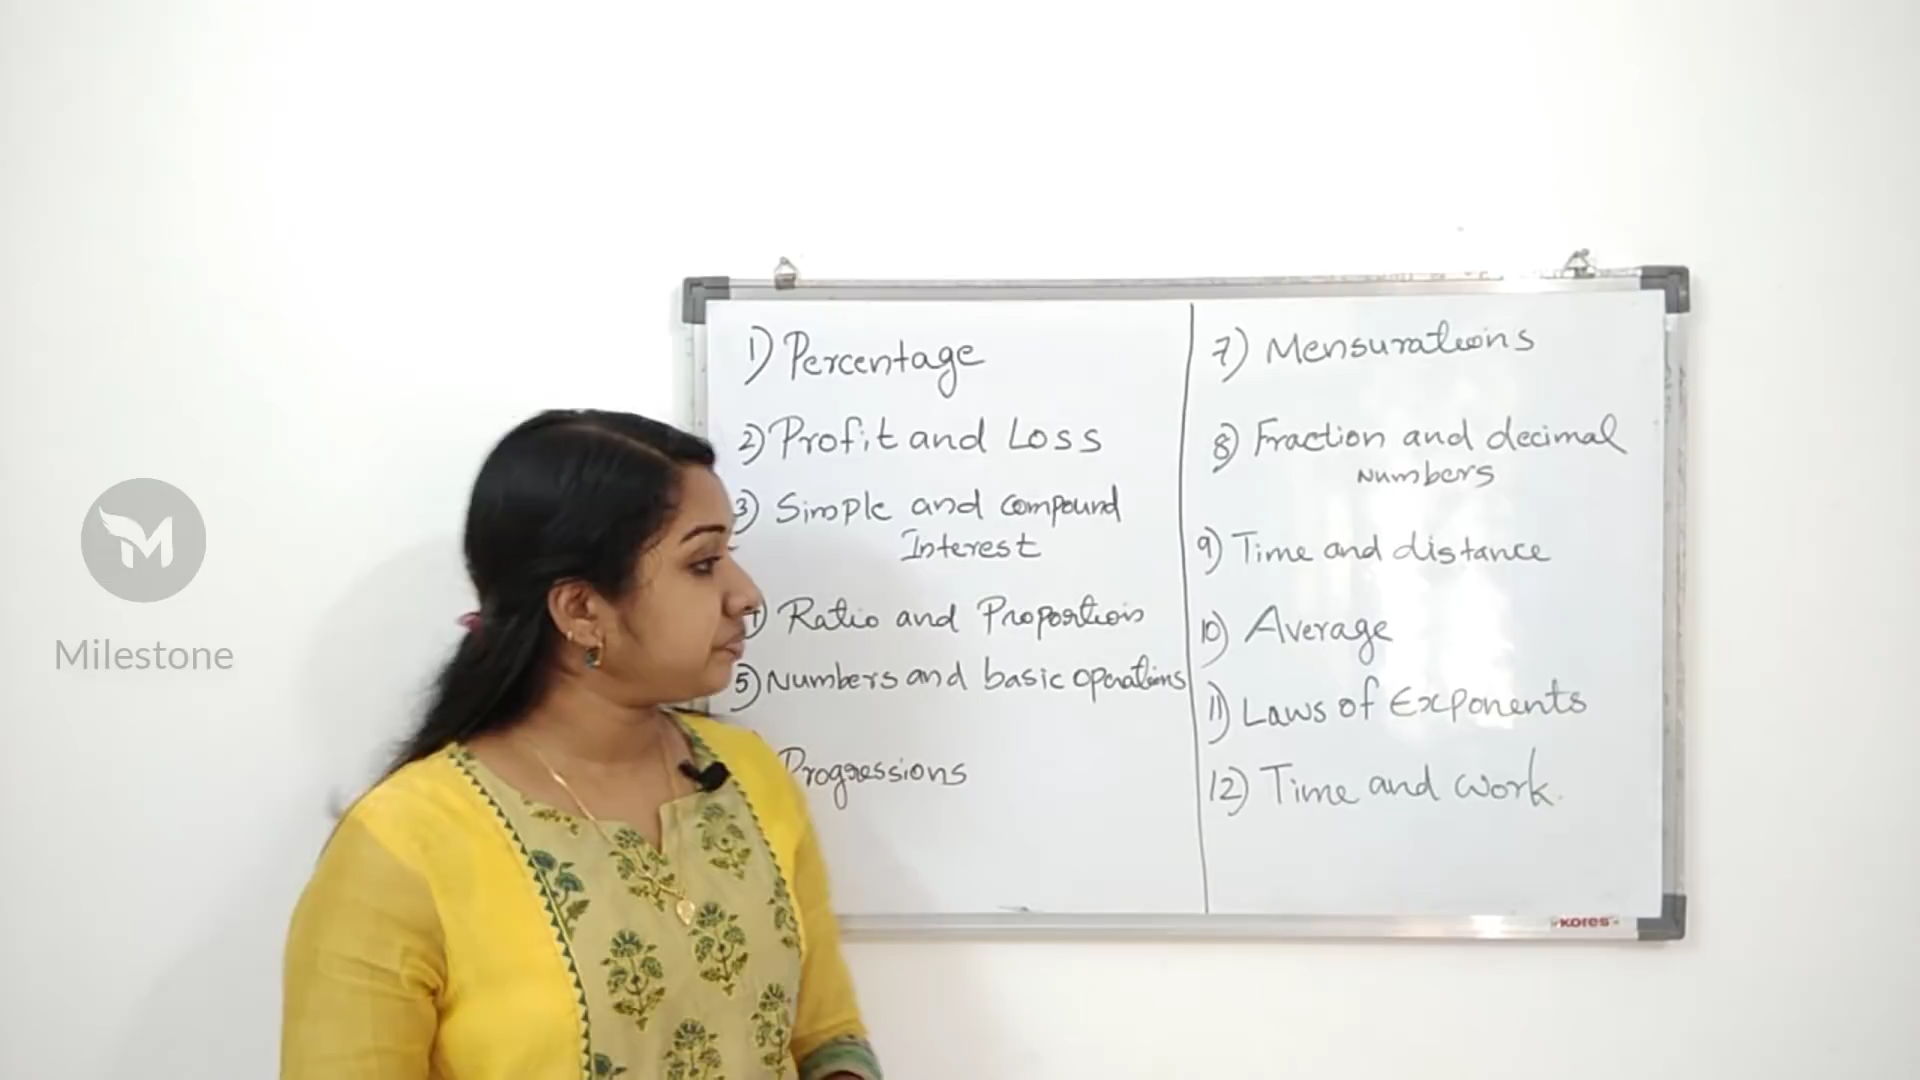 1) Percentage
2) Profit and Loss
3) Simple and compound
Interest
4) Ratio and Proportion
5) Numbers and basic operations
Progressions
7) Mensurations
8) Fraction and decimal
Numbers
9) Time and distance
10) Average
11) Laws of Exponents
12) Time and work.
kores
M
Milestone